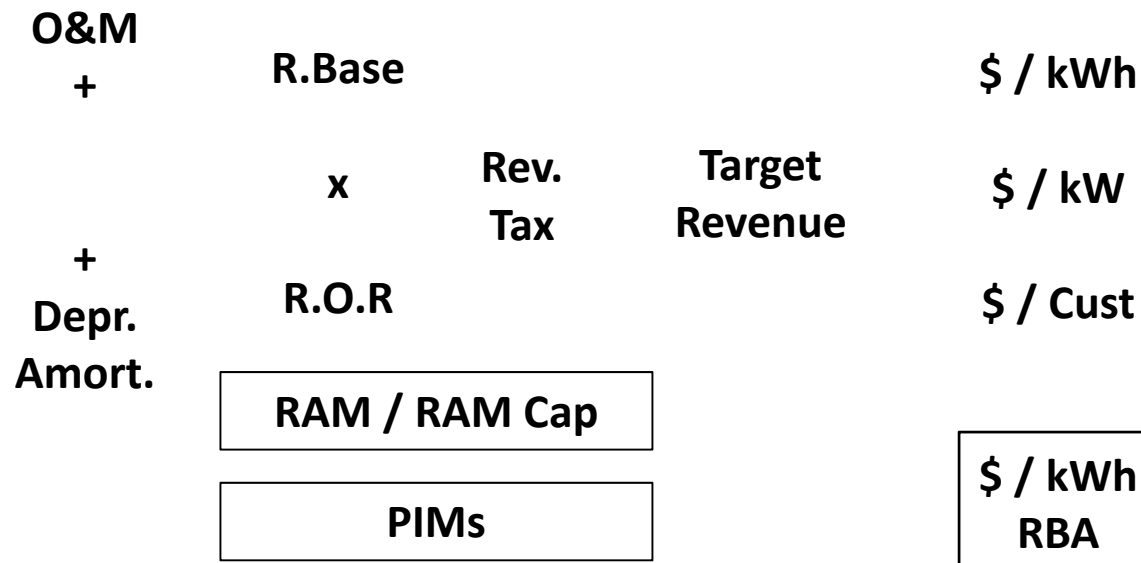 O&M
+
+
Depr.
Amort.
R.Base
x
R.O.R
Rev.
Tax
Target
Revenue
$ / kWh
$ / kW
$ / Cust
RAM / RAM Cap
PIMs
$ / kWh
RBA